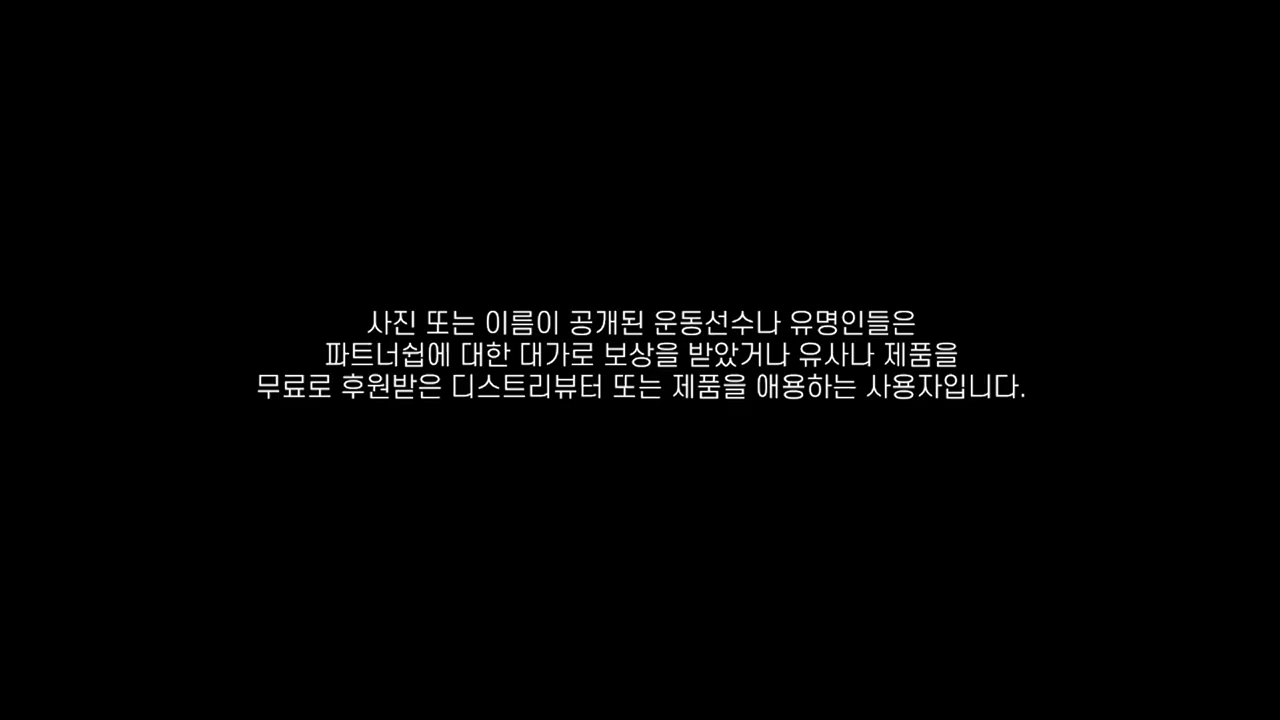 사진 또는 이름이 공개된 운동선수나 유명인들은
파트너쉽에 대한 대가로 보상을 받았거나 유사나 제품을
무료로 후원받은 디스트리뷰터 또는 제품을 애용하는 사용자입니다.